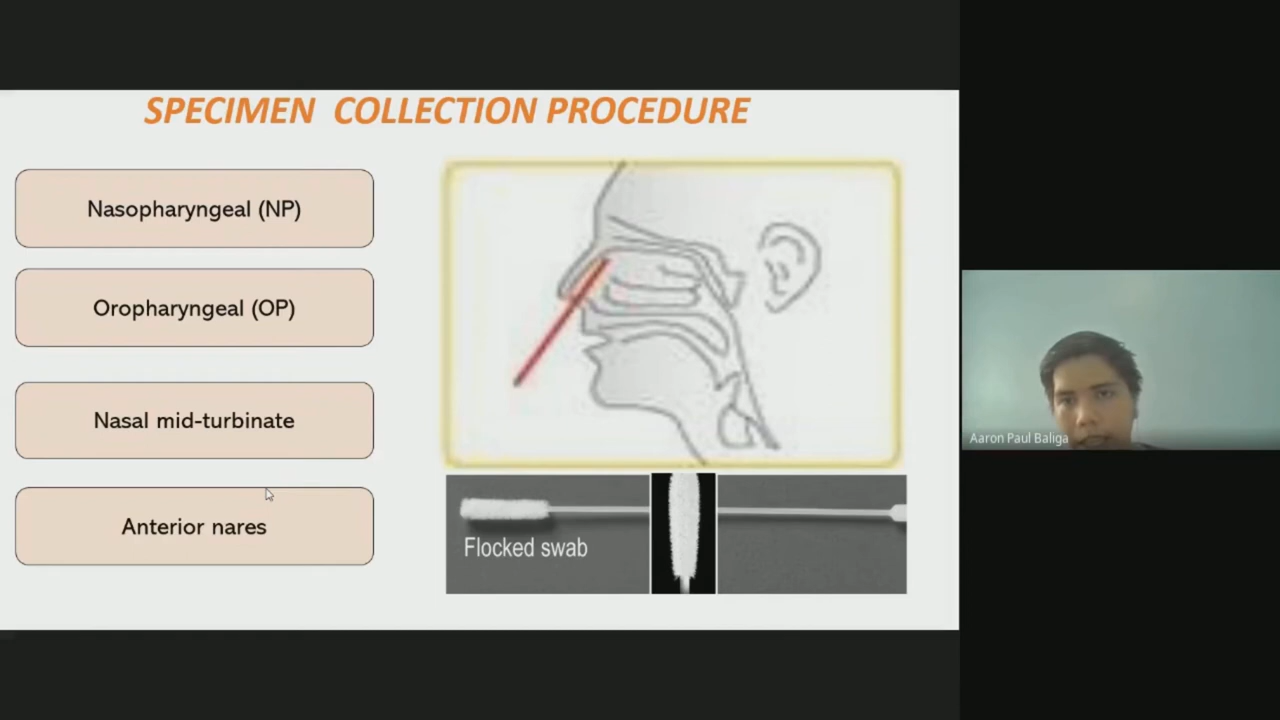 SPECIMEN COLLECTION PROCEDURE
Nasopharyngeal (NP)
Oropharyngeal (OP)
Nasal mid-turbinate
Anterior nares
Flocked swab
Aaron Paul Baliga